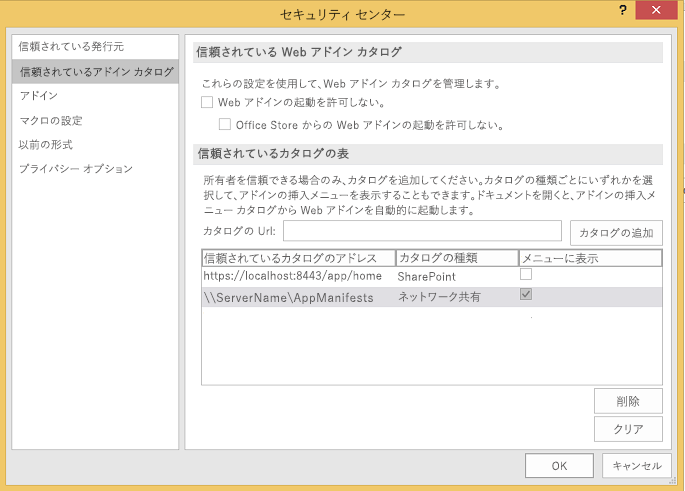 セキュリティ センター
?
信頼されている発行元
信頼されているアドイン カタログ
アドイン
マクロの設定
以前の形式
プライバシー オプション
信頼されている Web アドイン カタログ
これらの設定を使用して、Web アドイン カタログを管理します。
Web アドインの起動を許可しない。
Office Store からの Web アドインの起動を許可しない。
信頼されているカタログの表
所有者を信頼できる場合のみ、カタログを追加してください。カタログの種類ごとにいずれかを選
択して、アドインの挿入メニューを表示することもできます。ドキュメントを開くと、アドインの挿入メ
ニュー カタログから Web アドインを自動的に起動します。
カタログの Url:
カタログの追加
信頼されているカタログのアドレス カタログの種類 メニューに表示
https://localhost:8443/app/home SharePoint
\\ServerName\AppManifests ネットワーク共有
削除
クリア
OK キャンセル